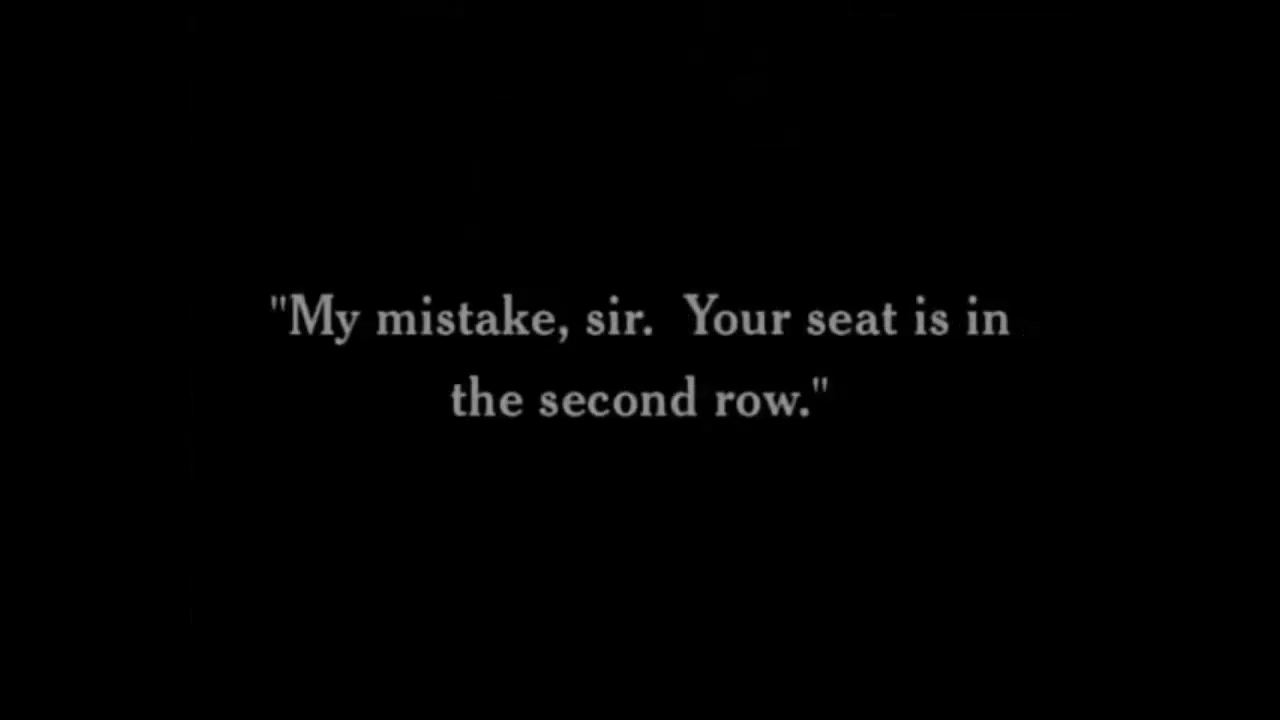 "My mistake, sir.  Your seat is in
the second row."